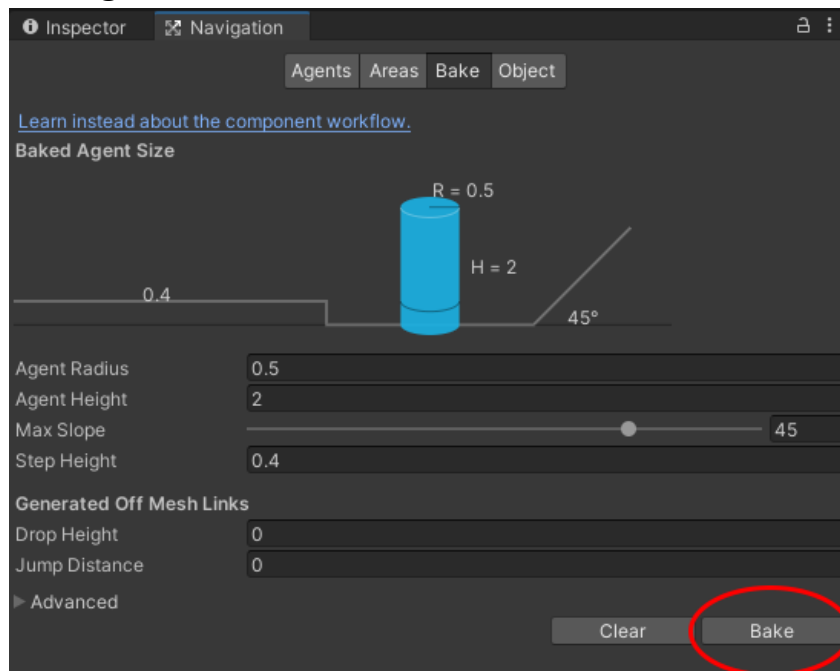 Inspector Navigation
Agents Areas Bake Object
Learn instead about the component workflow.
Baked Agent Size
R = 0.5
H = 2
0.4
45°
Agent Radius 0.5
Agent Height 2
Max Slope 45
Step Height 0.4
Generated Off Mesh Links
Drop Height 0
Jump Distance 0
Advanced
Clear Bake